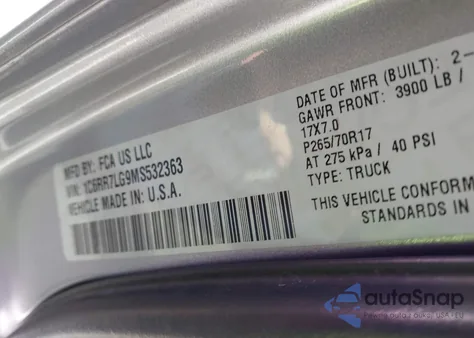 MFD BY: FCA US LLC
VIN: 1C6RR7LG9MS532363
VEHICLE MADE IN: U.S.A.
DATE OF MFR (BUILT): 2-
GAWR FRONT: 3900 LB /
17X7.0
P265/70R17
AT 275 kPa / 40 PSI
TYPE: TRUCK
THIS VEHICLE CONFORM
STANDARDS IN
autoSnap